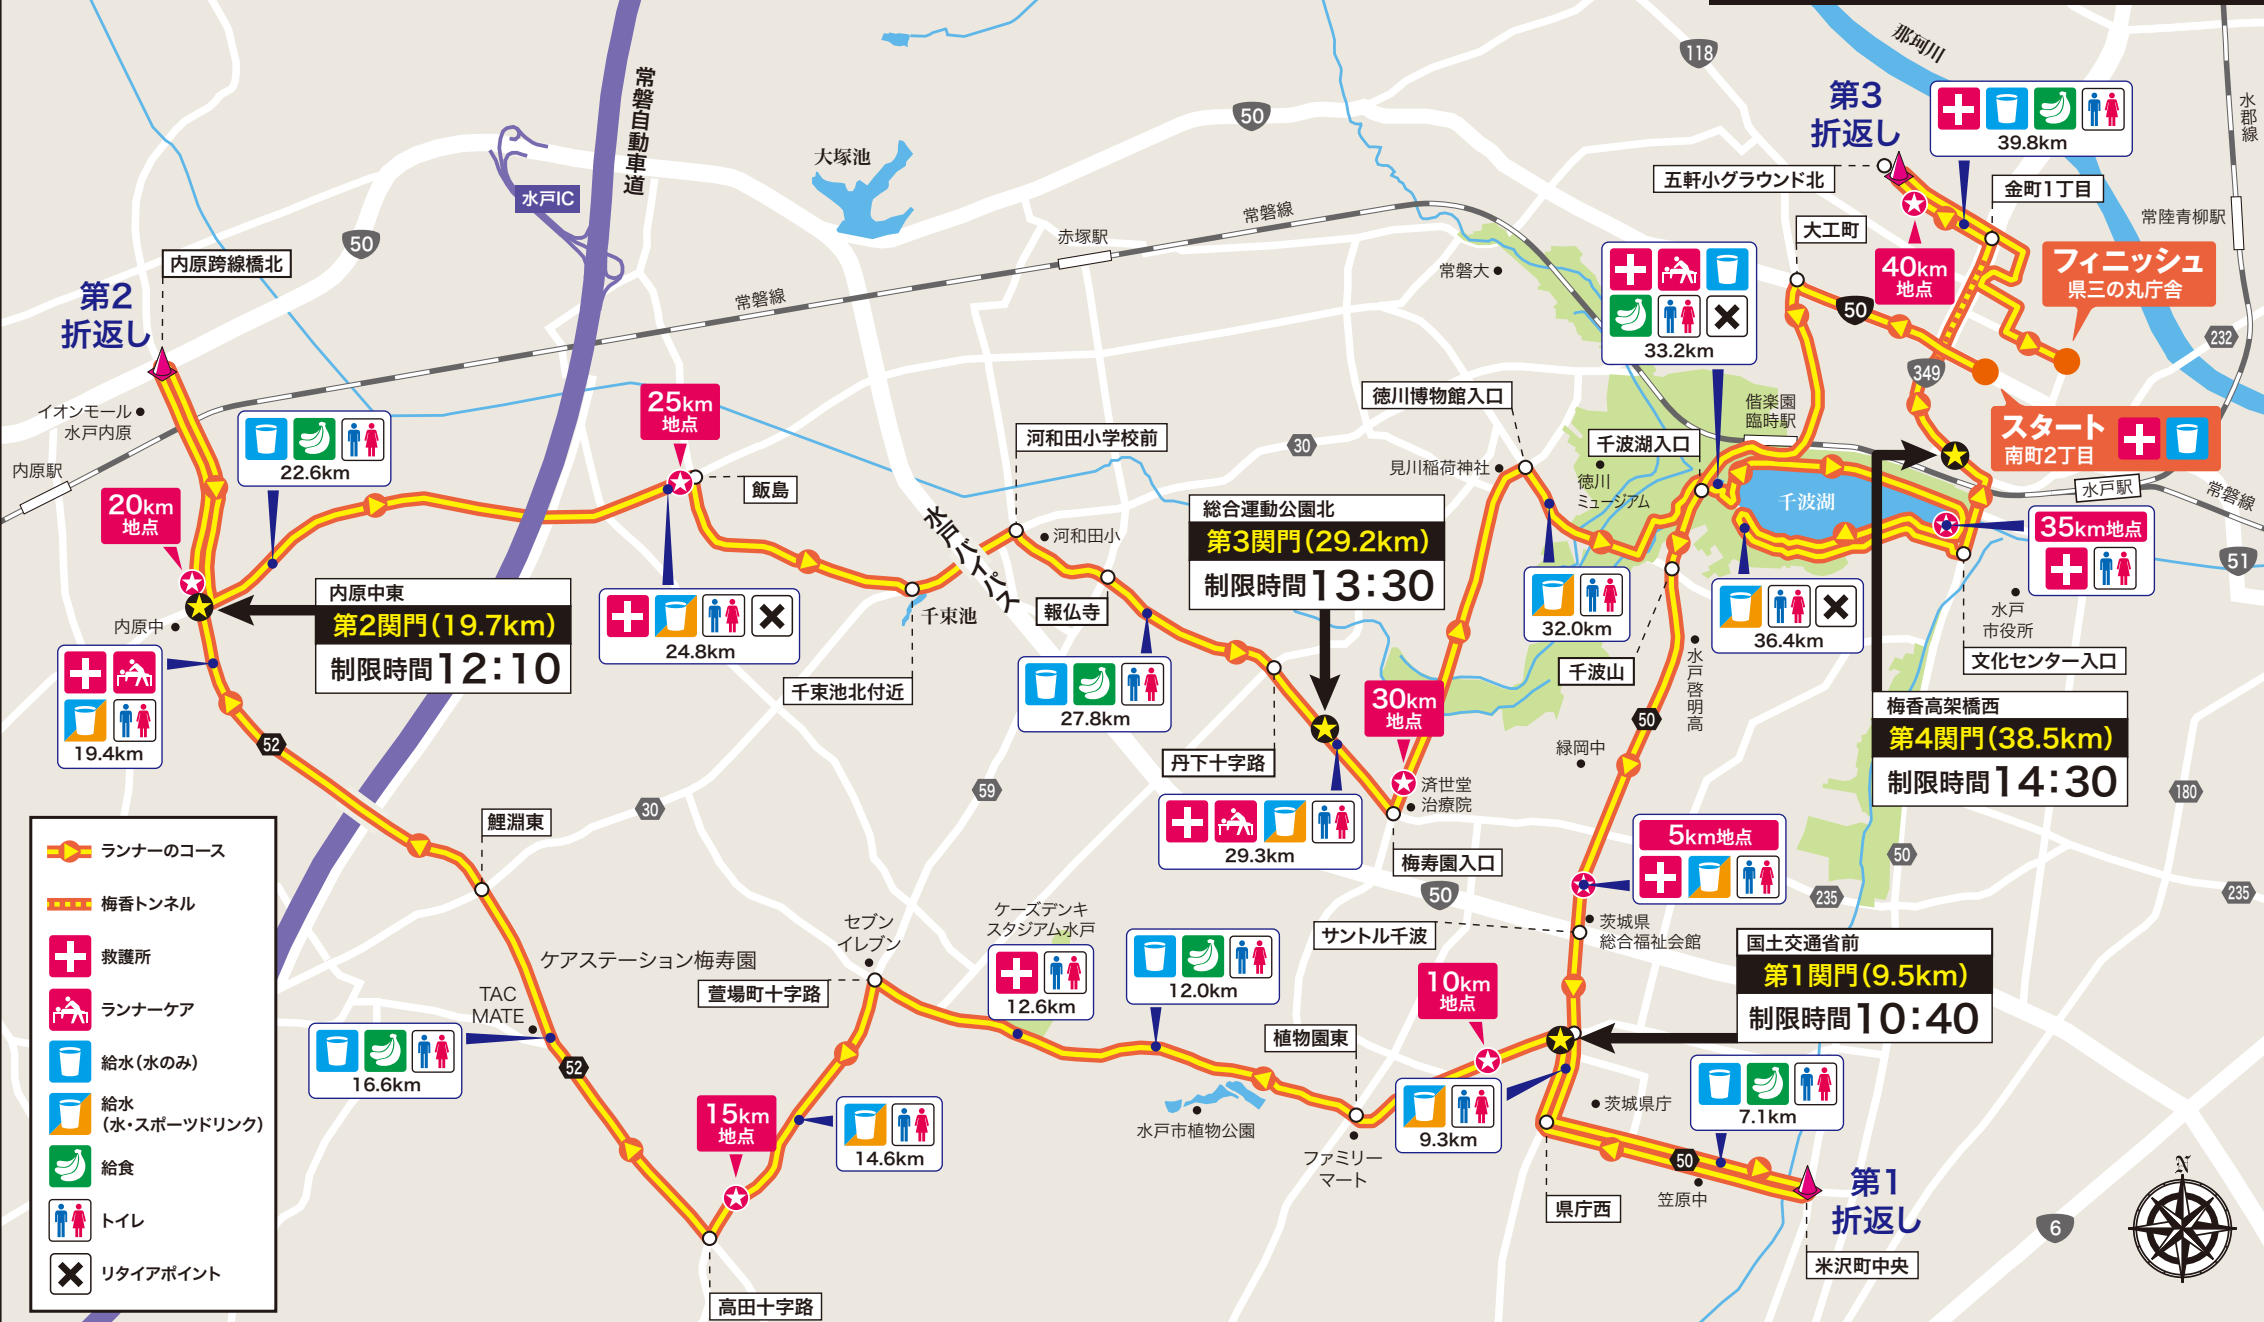 118
那珂川
水郡線
第3
折返し
39.8km
常磐自動車道
50
大塚池
五軒小グラウンド北
金町1丁目
水戸IC
常磐線
大工町
常陸青柳駅
50
赤塚駅
内原跨線橋北
常磐大
40km
地点
フィニッシュ
県三の丸庁舎
第2
折返し
常磐線
50
33.2km
232
349
イオンモール
水戸内原
25km
地点
徳川博物館入口
偕楽園
臨時駅
スタート
南町2丁目
22.6km
河和田小学校前
30
千波湖入口
内原駅
見川稲荷神社
徳川
ミュージアム
水戸駅
常磐線
20km
地点
飯島
総合運動公園北
第3関門(29.2km)
制限時間13:30
千波湖
35km地点
水戸バイパス
河和田小
51
内原中東
第2関門(19.7km)
制限時間12:10
24.8km
千束池
報仏寺
32.0km
36.4km
水戸
市役所
内原中
千波山
文化センター入口
19.4km
千束池北付近
27.8km
30km
地点
水戸啓明高
梅香高架橋西
第4関門(38.5km)
制限時間14:30
52
50
緑岡中
丹下十字路
59
済世堂
治療院
180
30
鯉淵東
29.3km
梅寿園入口
5km地点
50
ランナーのコース
梅香トンネル
救護所
ランナーケア
給水(水のみ)
給水
(水・スポーツドリンク)
給食
トイレ
リタイアポイント
50
235
235
セブン
イレブン
ケーズデンキ
スタジアム水戸
サントル千波
茨城県
総合福祉会館
国土交通省前
第1関門(9.5km)
制限時間10:40
ケアステーション梅寿園
萱場町十字路
12.6km
12.0km
10km
地点
TAC
MATE
植物園東
16.6km
52
15km
地点
14.6km
水戸市植物公園
9.3km
茨城県庁
7.1km
ファミリー
マート
50
笠原中
第1
折返し
県庁西
N
6
米沢町中央
高田十字路